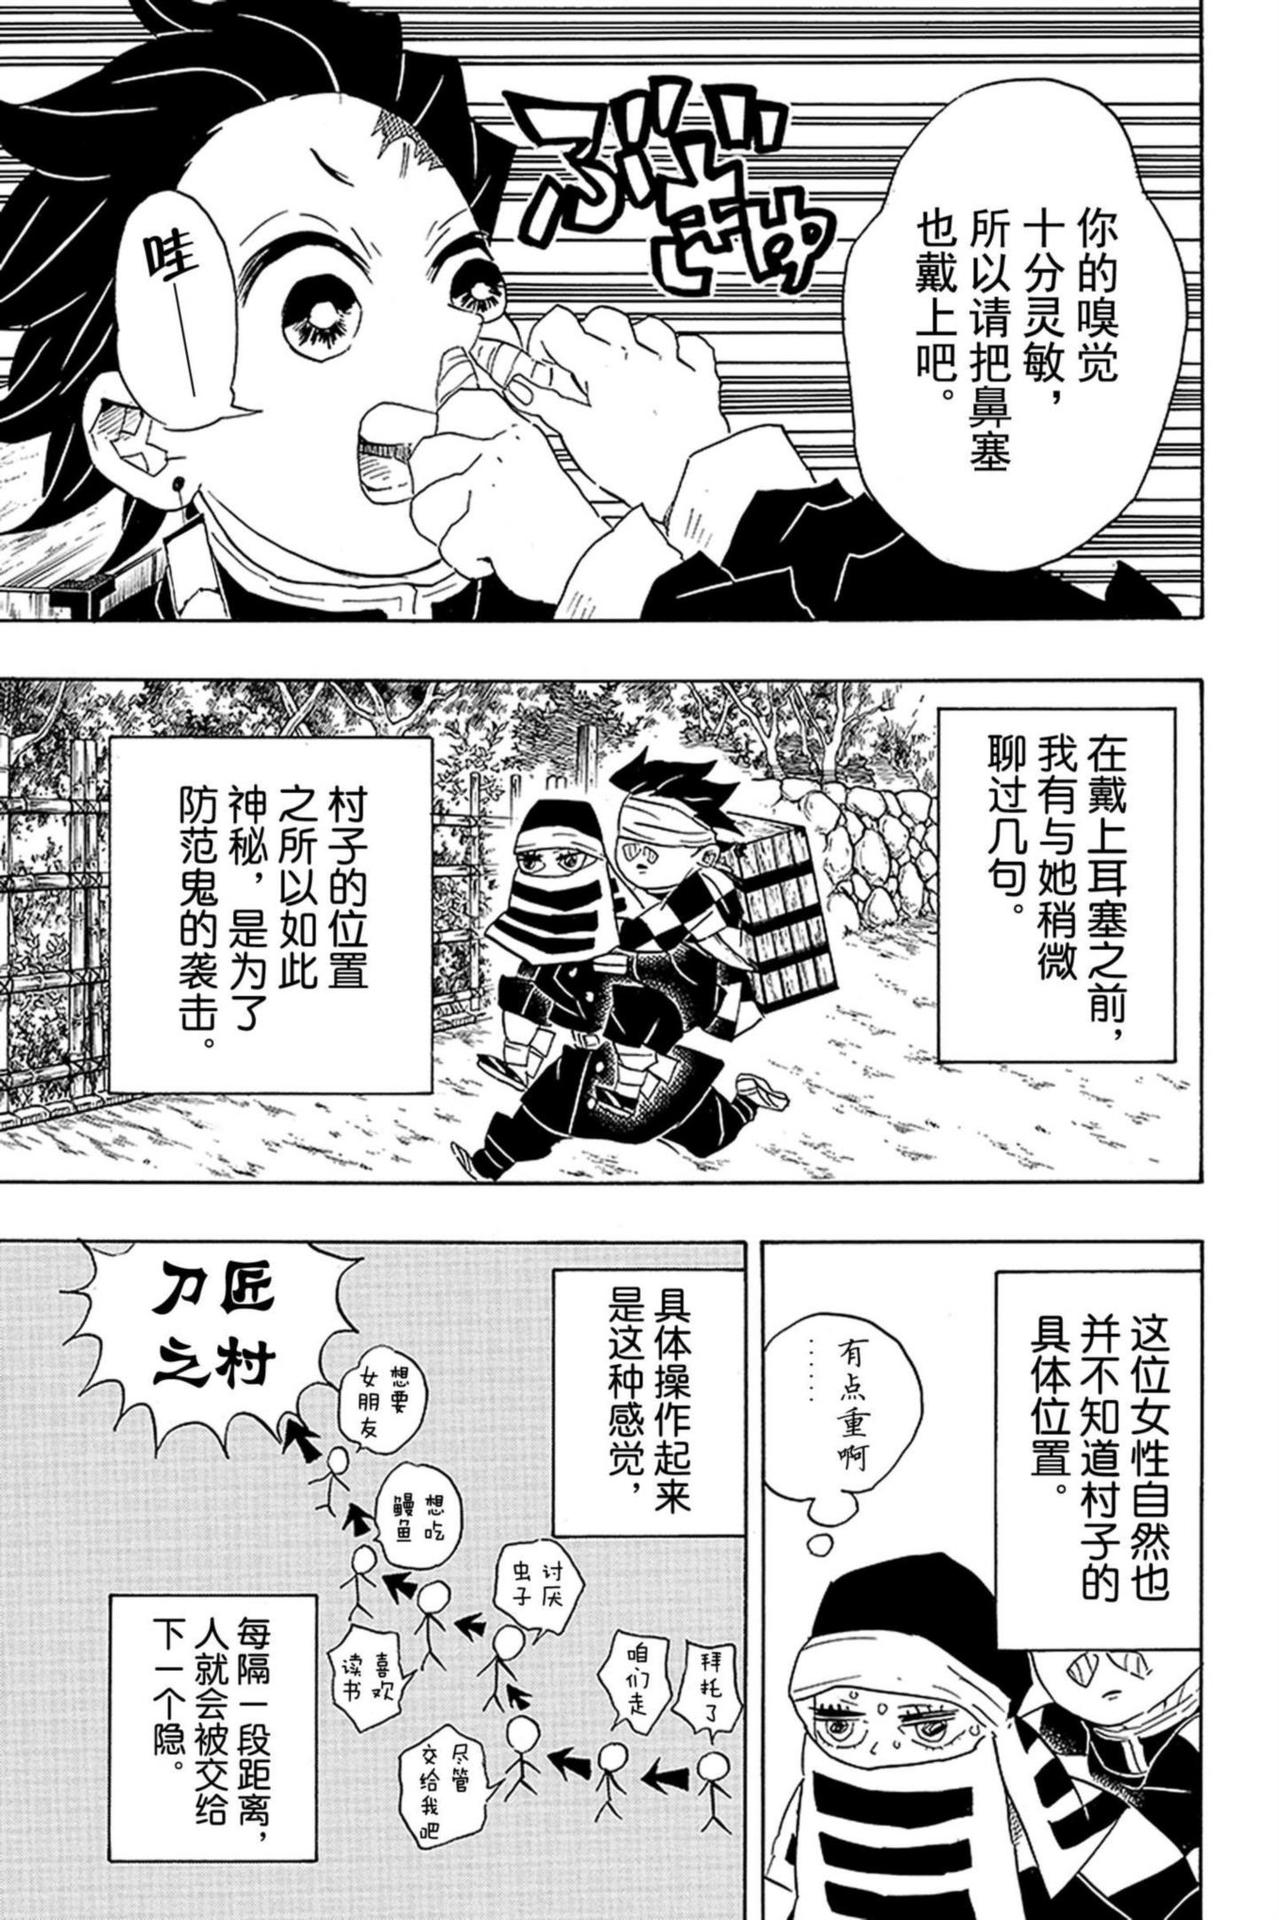 你的嗅觉
十分灵敏，
所以请把鼻塞
也戴上吧。
ぶい
ぎゅ
哇——
在戴上耳塞之前，
我有与她稍微
聊过几句。
村子的位置
之所以如此
神秘，是为了
防范鬼的袭击。
这位女性自然也
并不知道村子的
具体位置。
有点重啊
……
具体操作起来
是这种感觉，
拜托了
咱们走
尽管
交给我吧
讨厌
虫子
喜欢
读书
想吃
鳗鱼
想要
女朋友
刀匠
之村
每隔一段距离，
人就会被交给
下一个隐。